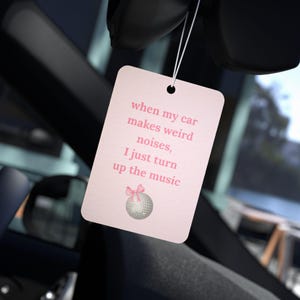 when my car
makes weird
noises,
I just turn
up the music